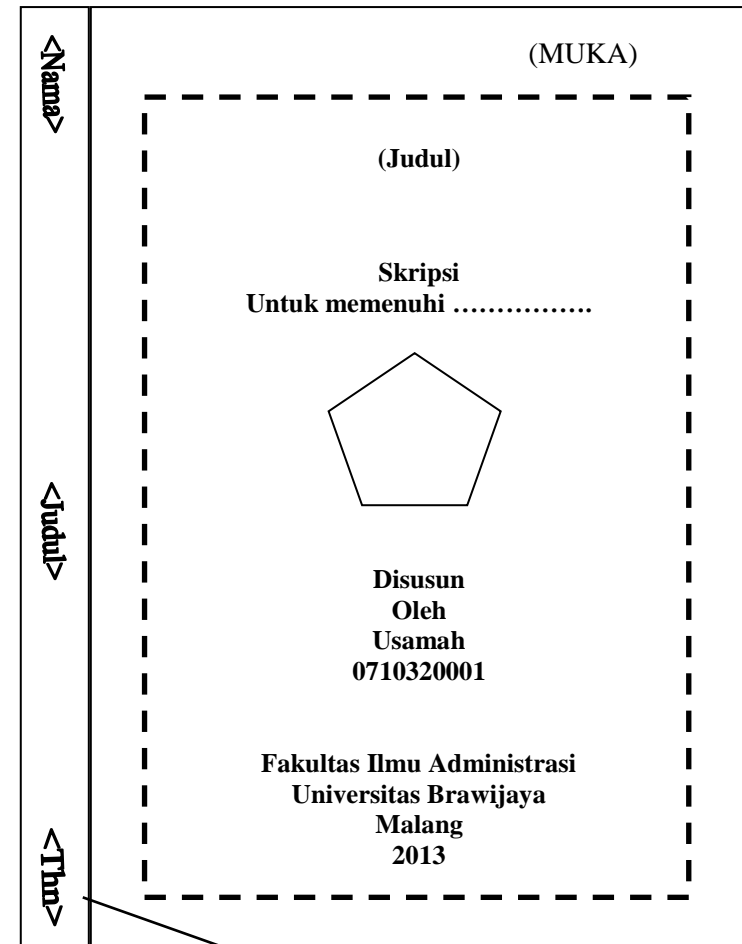 <Nama>
<Judul>
<Thn>
(MUKA)
(Judul)
Skripsi
Untuk memenuhi …………….
Disusun
Oleh
Usamah
0710320001
Fakultas Ilmu Administrasi
Universitas Brawijaya
Malang
2013